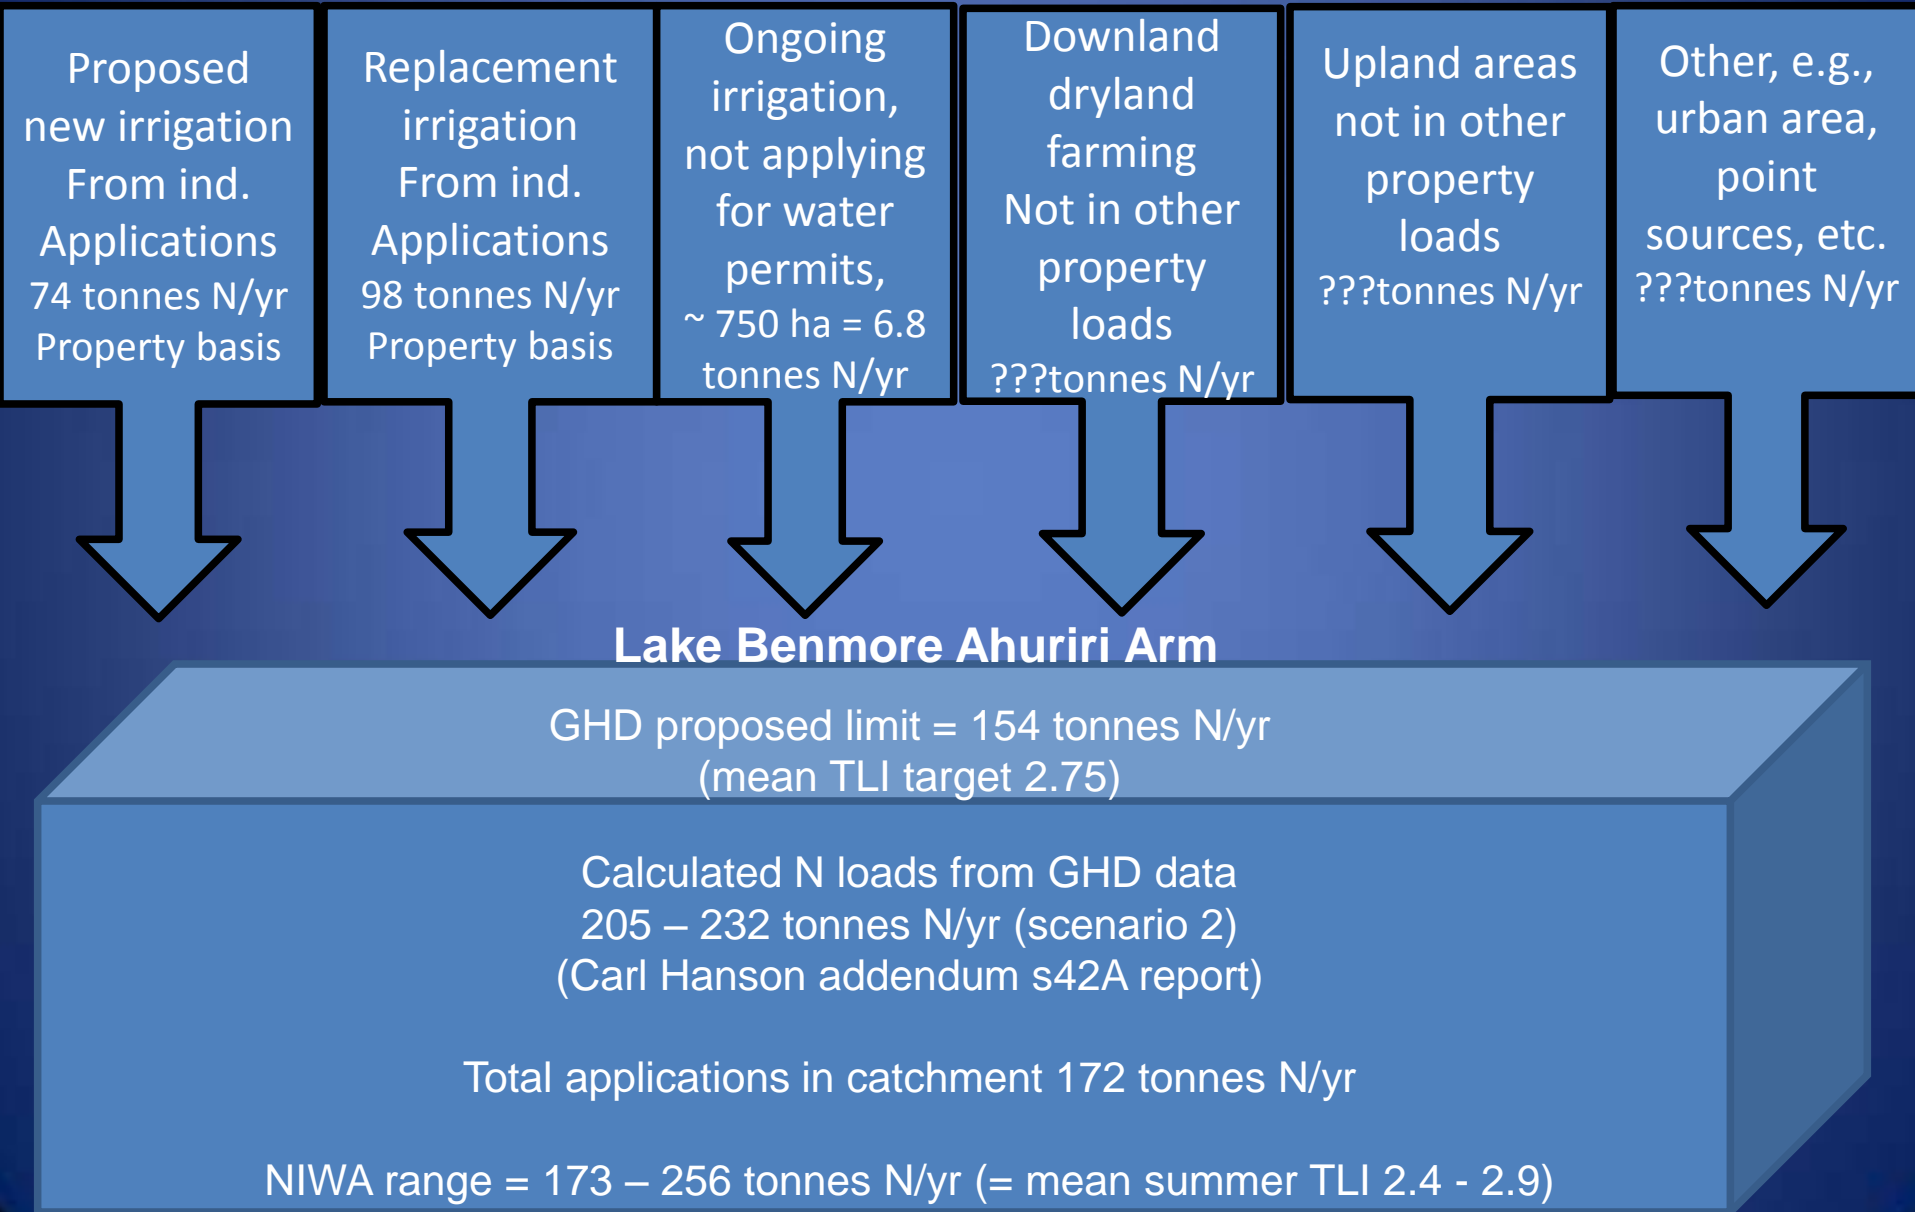 Proposed
new irrigation
From ind.
Applications
74 tonnes N/yr
Property basis
Replacement
irrigation
From ind.
Applications
98 tonnes N/yr
Property basis
Ongoing
irrigation,
not applying
for water
permits,
~ 750 ha = 6.8
tonnes N/yr
Downland
dryland
farming
Not in other
property
loads
???tonnes N/yr
Upland areas
not in other
property
loads
???tonnes N/yr
Other, e.g.,
urban area,
point
sources, etc.
???tonnes N/yr
Lake Benmore Ahuriri Arm
GHD proposed limit = 154 tonnes N/yr
(mean TLI target 2.75)
Calculated N loads from GHD data
205 – 232 tonnes N/yr (scenario 2)
(Carl Hanson addendum s42A report)
Total applications in catchment 172 tonnes N/yr
NIWA range = 173 – 256 tonnes N/yr (= mean summer TLI 2.4 - 2.9)